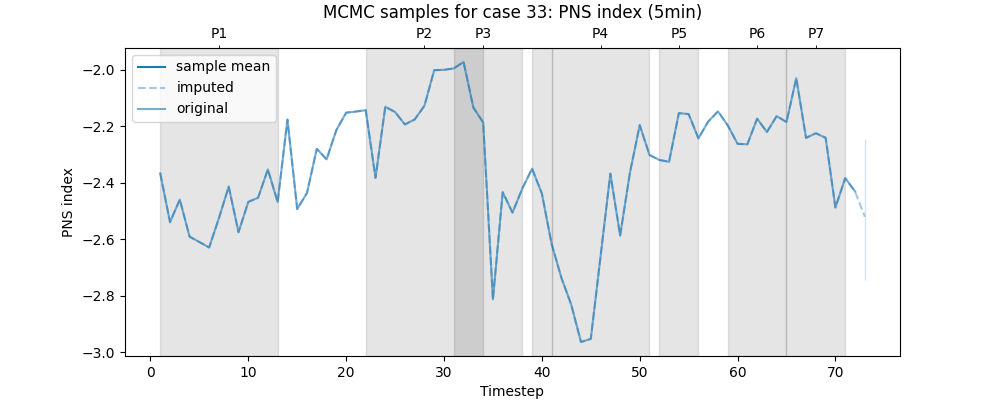 MCMC samples for case 33: PNS index (5min)
P1 P2 P3 P4 P5 P6 P7
sample mean
imputed
original
−2.0
−2.2
−2.4
−2.6
−2.8
−3.0
PNS index
0 10 20 30 40 50 60 70
Timestep